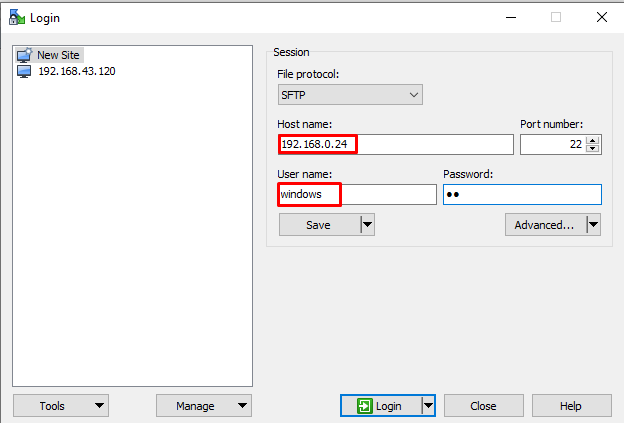 Login
New Site
192.168.43.120
Session
File protocol:
SFTP
Host name:
Port number:
192.168.0.24
22
User name:
Password:
windows
●●
Save
Advanced...
Tools
Manage
Login
Close
Help